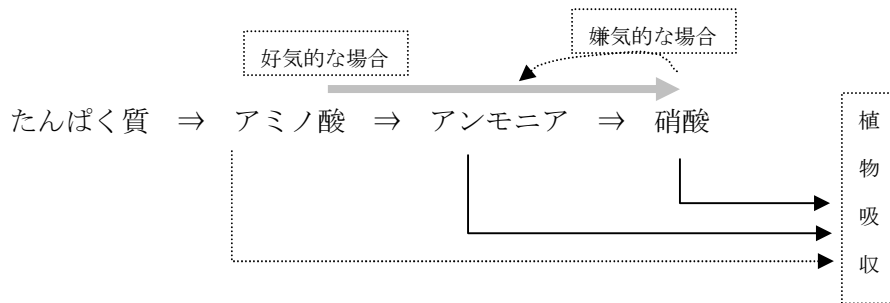 嫌気的な場合
好気的な場合
たんぱく質 ⇒ アミノ酸 ⇒ アンモニア ⇒ 硝酸
植物吸収